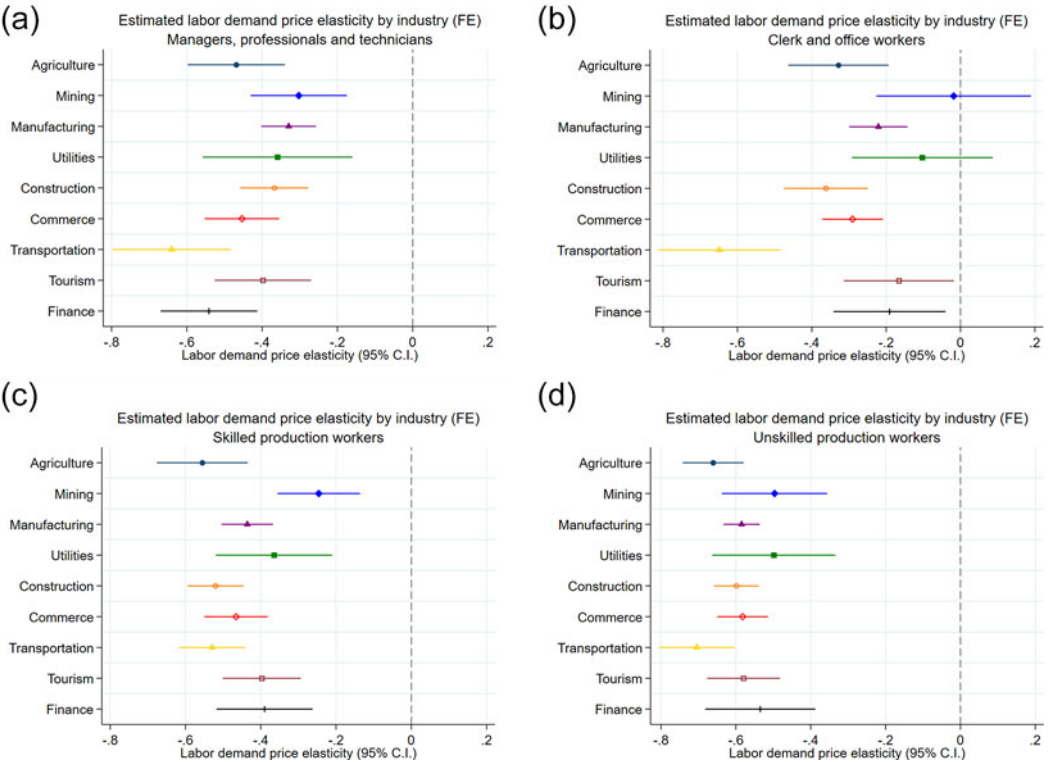 (a)
Estimated labor demand price elasticity by industry (FE)
Managers, professionals and technicians
Agriculture
Mining
Manufacturing
Utilities
Construction
Commerce
Transportation
Tourism
Finance
-.8 -.6 -.4 -.2 0 .2
Labor demand price elasticity (95% C.I.)
(b)
Estimated labor demand price elasticity by industry (FE)
Clerk and office workers
Agriculture
Mining
Manufacturing
Utilities
Construction
Commerce
Transportation
Tourism
Finance
-.8 -.6 -.4 -.2 0 .2
Labor demand price elasticity (95% C.I.)
(c)
Estimated labor demand price elasticity by industry (FE)
Skilled production workers
Agriculture
Mining
Manufacturing
Utilities
Construction
Commerce
Transportation
Tourism
Finance
-.8 -.6 -.4 -.2 0 .2
Labor demand price elasticity (95% C.I.)
(d)
Estimated labor demand price elasticity by industry (FE)
Unskilled production workers
Agriculture
Mining
Manufacturing
Utilities
Construction
Commerce
Transportation
Tourism
Finance
-.8 -.6 -.4 -.2 0 .2
Labor demand price elasticity (95% C.I.)